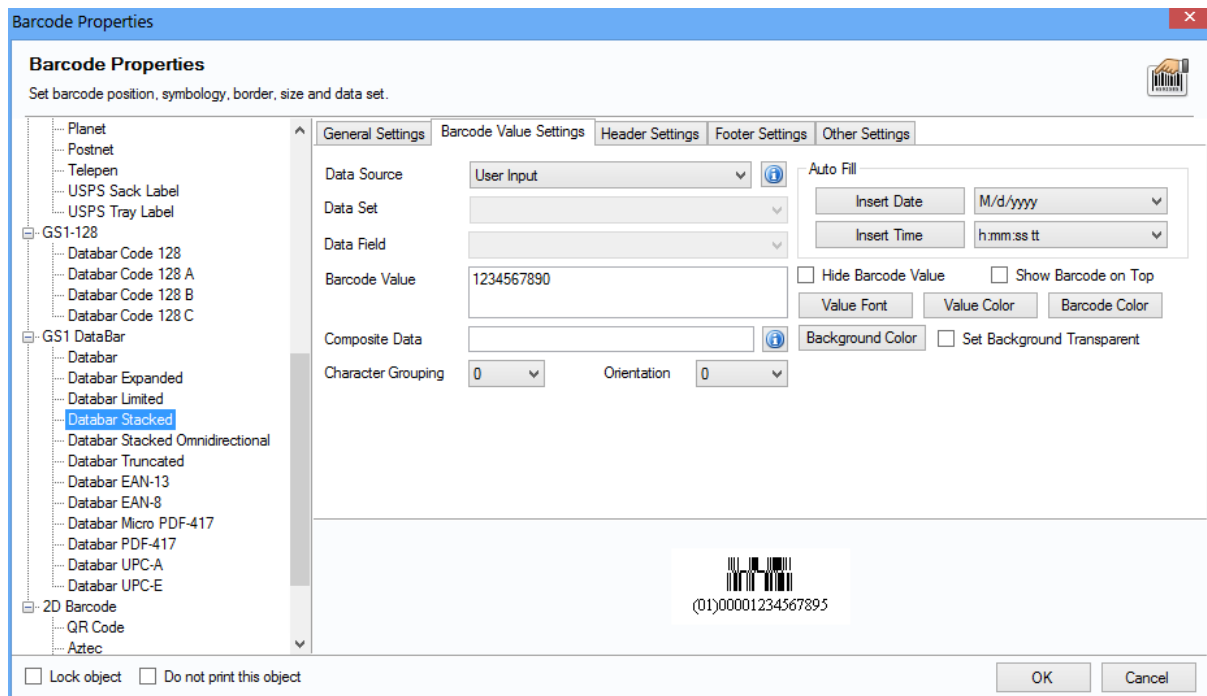 Barcode Properties
Barcode Properties
Set barcode position, symbology, border, size and data set.
Planet
Postnet
Telepen
USPS Sack Label
USPS Tray Label
GS1-128
Databar Code 128
Databar Code 128 A
Databar Code 128 B
Databar Code 128 C
GS1 DataBar
Databar
Databar Expanded
Databar Limited
Databar Stacked
Databar Stacked Omnidirectional
Databar Truncated
Databar EAN-13
Databar EAN-8
Databar Micro PDF-417
Databar PDF-417
Databar UPC-A
Databar UPC-E
2D Barcode
QR Code
Aztec
General Settings Barcode Value Settings Header Settings Footer Settings Other Settings
Data Source User Input
Data Set
Data Field
Barcode Value 1234567890
Composite Data
Character Grouping 0 Orientation 0
Auto Fill
Insert Date M/d/yyyy
Insert Time h:mm:ss tt
Hide Barcode Value Show Barcode on Top
Value Font Value Color Barcode Color
Background Color Set Background Transparent
(01)00001234567895
Lock object Do not print this object
OK Cancel